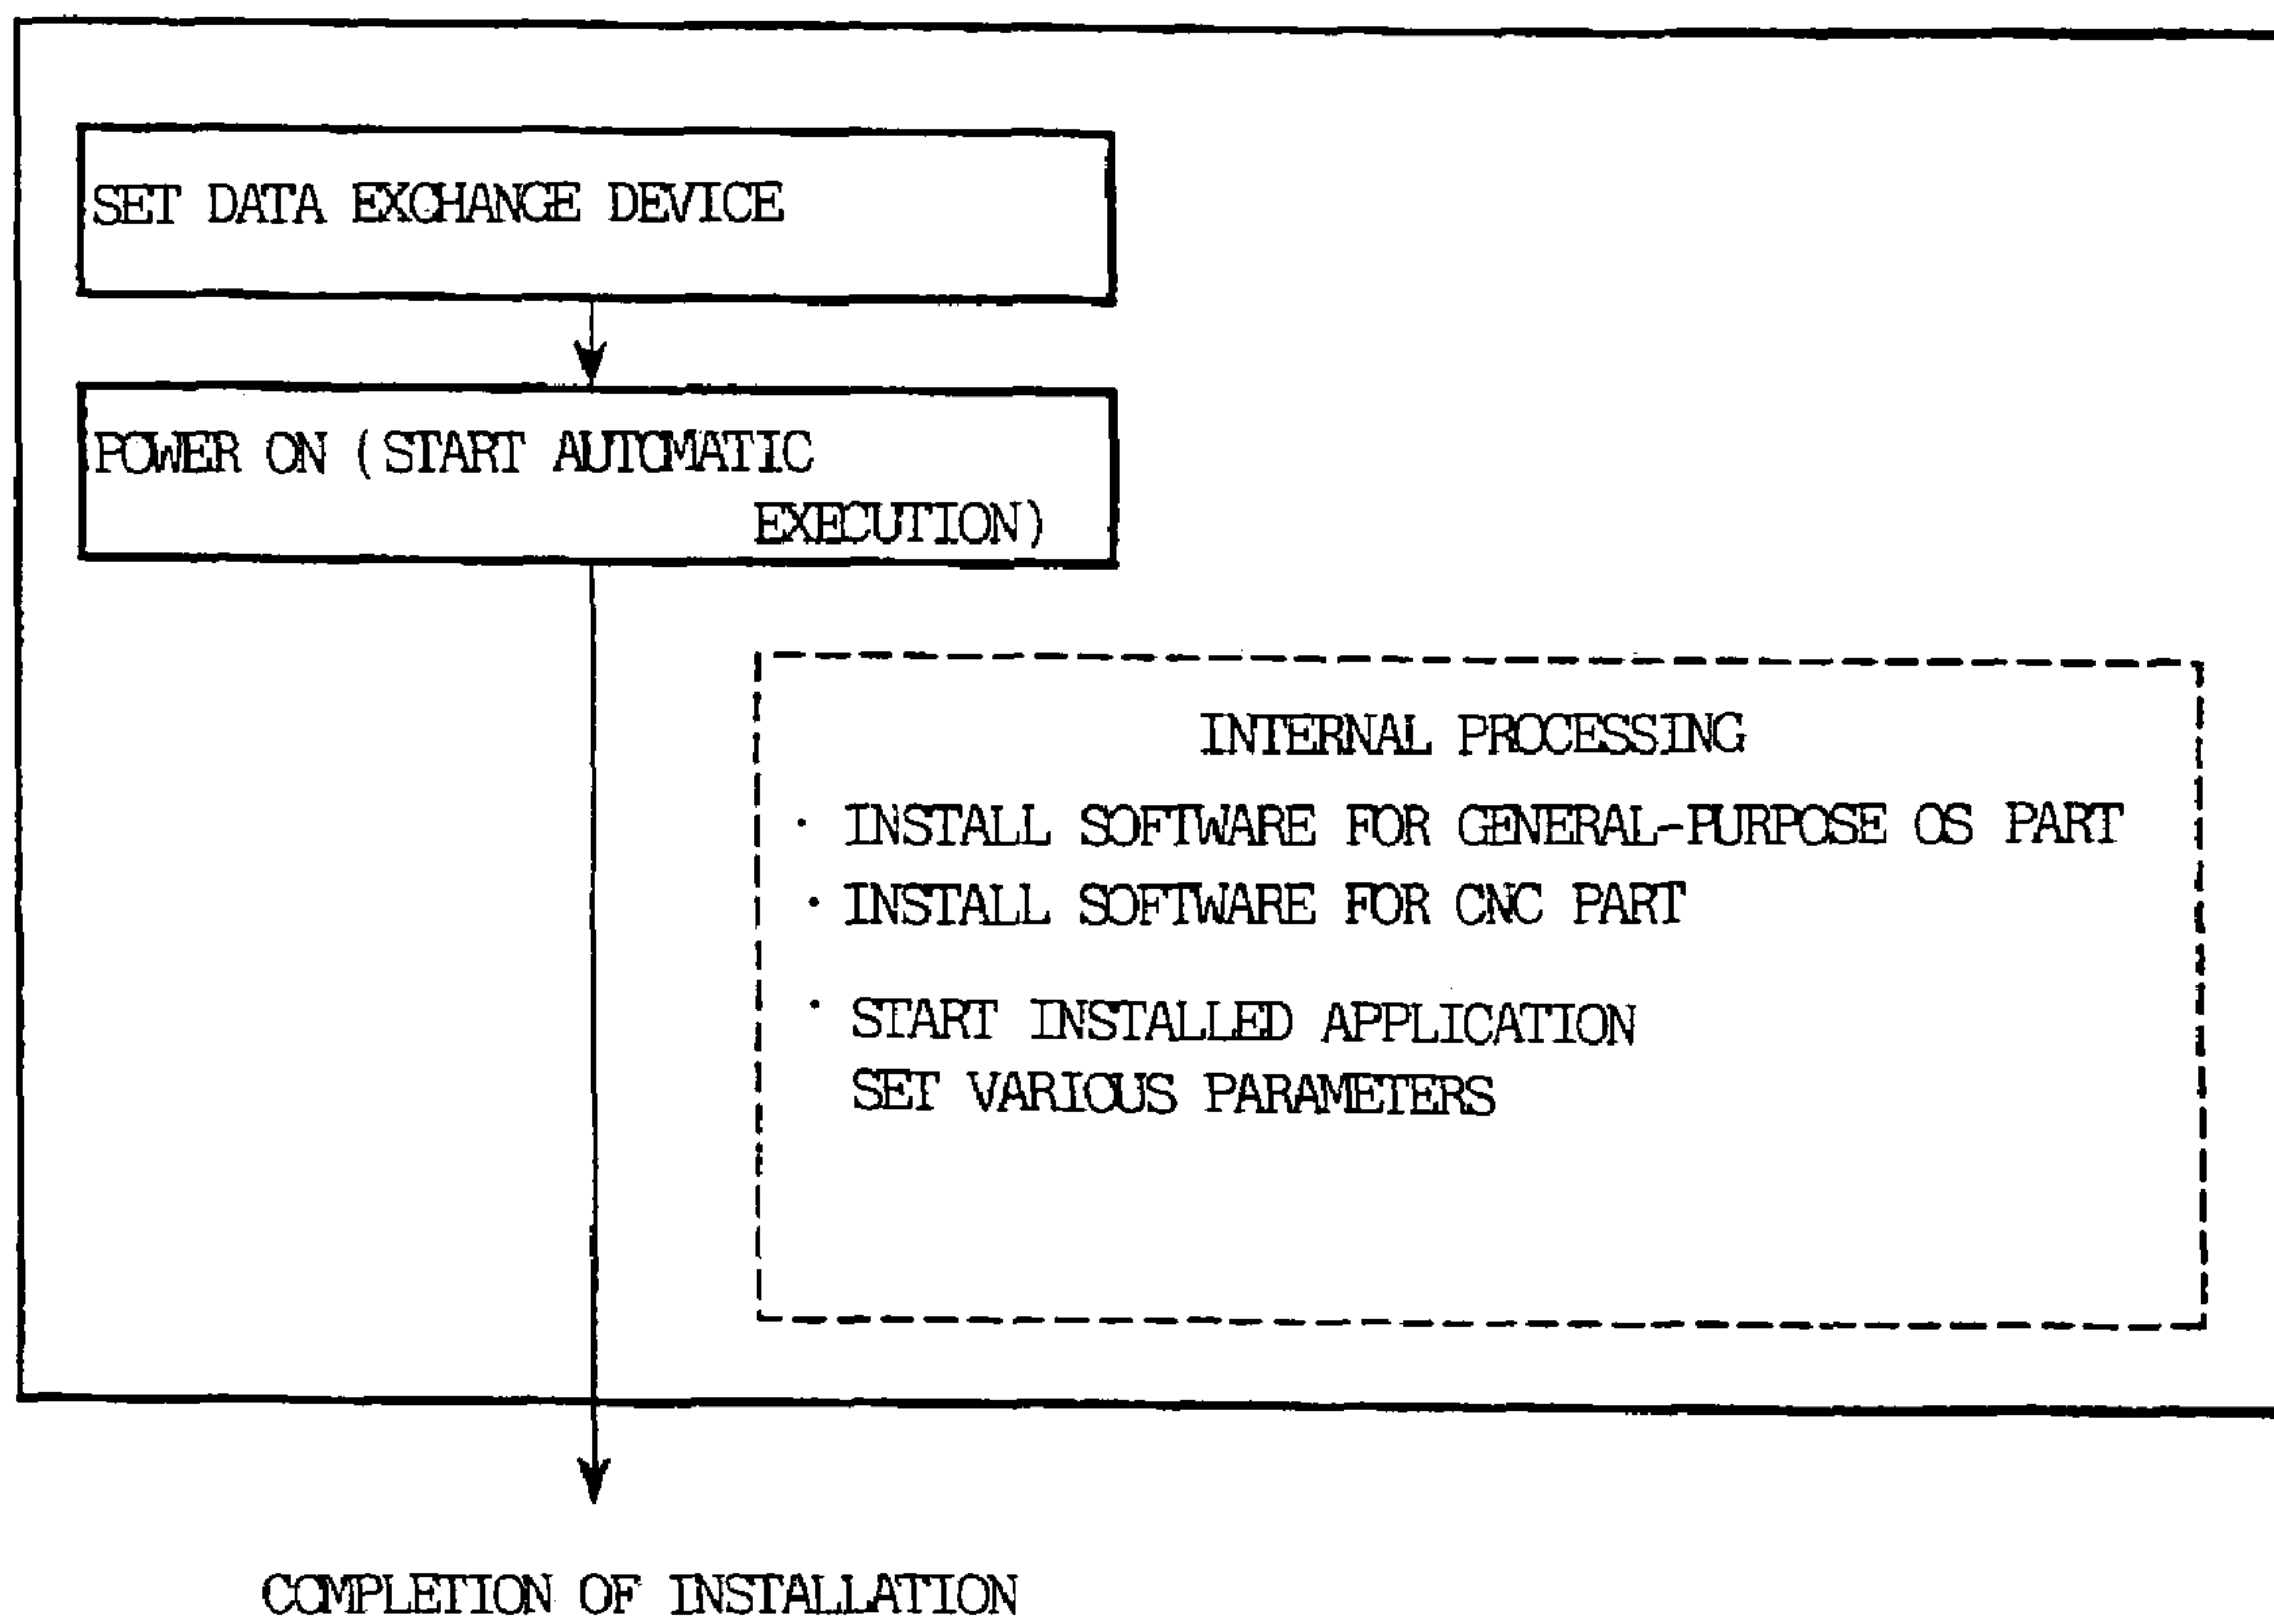 SET DATA EXCHANGE DEVICE
POWER ON (START AUTOMATIC
EXECUTION)
INTERNAL PROCESSING
· INSTALL SOFTWARE FOR GENERAL-PURPOSE OS PART
· INSTALL SOFTWARE FOR CNC PART
· START INSTALLED APPLICATION
SET VARIOUS PARAMETERS
COMPLETION OF INSTALLATION